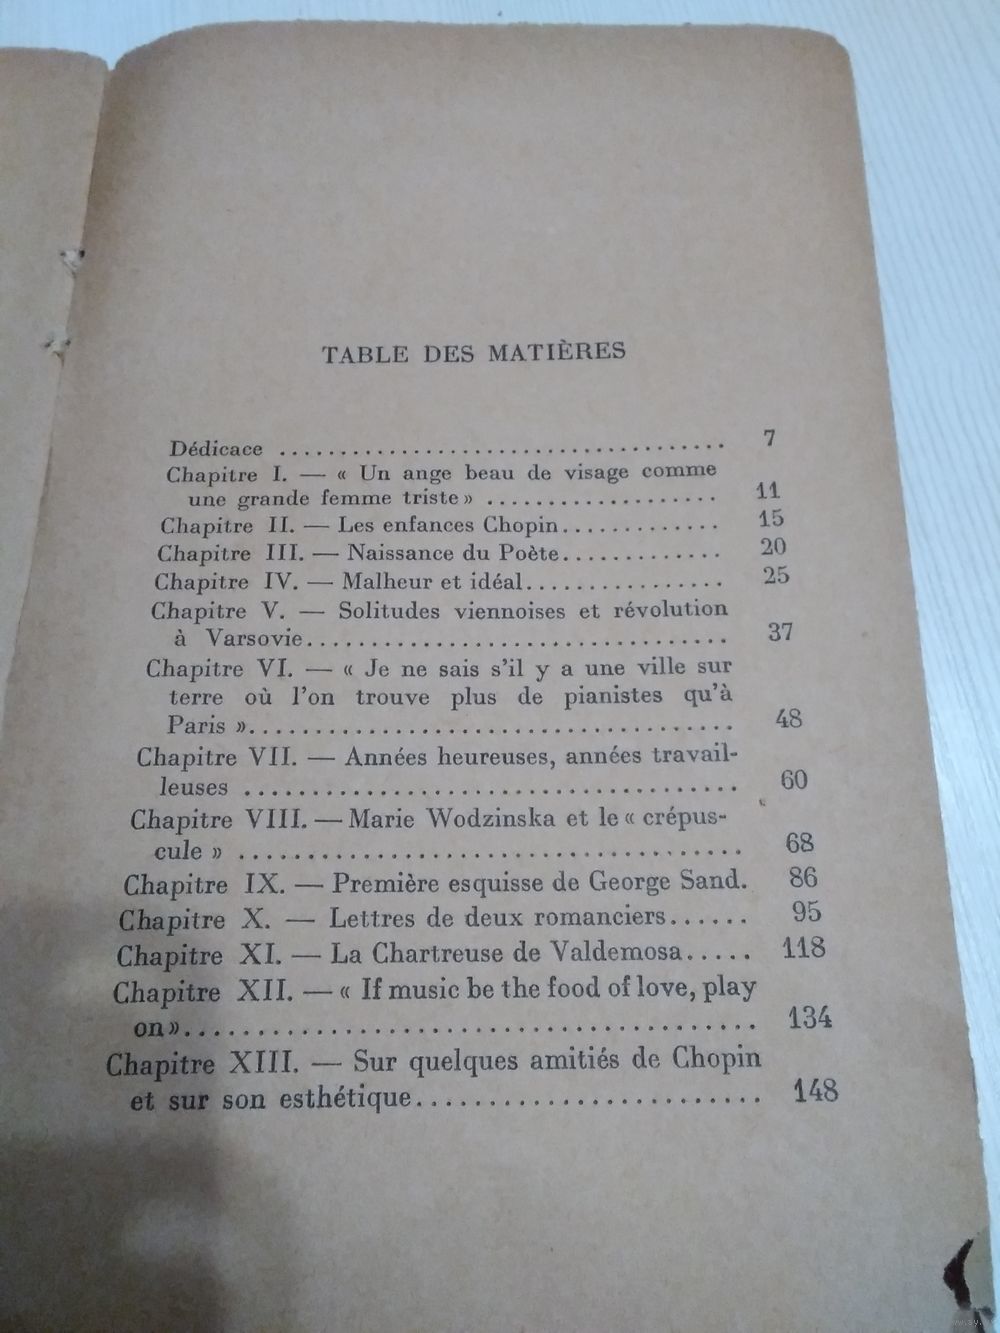 TABLE DES MATIÈRES
Dédicace ..................................... 7
Chapitre I. — « Un ange beau de visage comme
une grande femme triste» ................... 11
Chapitre II. — Les enfances Chopin............. 15
Chapitre III. — Naissance du Poète............. 20
Chapitre IV. — Malheur et idéal................ 25
Chapitre V. — Solitudes viennoises et révolution
à Varsovie................................. 37
Chapitre VI. — « Je ne sais s'il y a une ville sur
terre où l'on trouve plus de pianistes qu'à
Paris »..................................... 48
Chapitre VII. — Années heureuses, années travail-
leuses ..................................... 60
Chapitre VIII. — Marie Wodzinska et le « crépus-
cule » ..................................... 68
Chapitre IX. — Première esquisse de George Sand. 86
Chapitre X. — Lettres de deux romanciers...... 95
Chapitre XI. — La Chartreuse de Valdemosa..... 118
Chapitre XII. — « If music be the food of love, play
on»....................................... 134
Chapitre XIII. — Sur quelques amitiés de Chopin
et sur son esthétique........................ 148